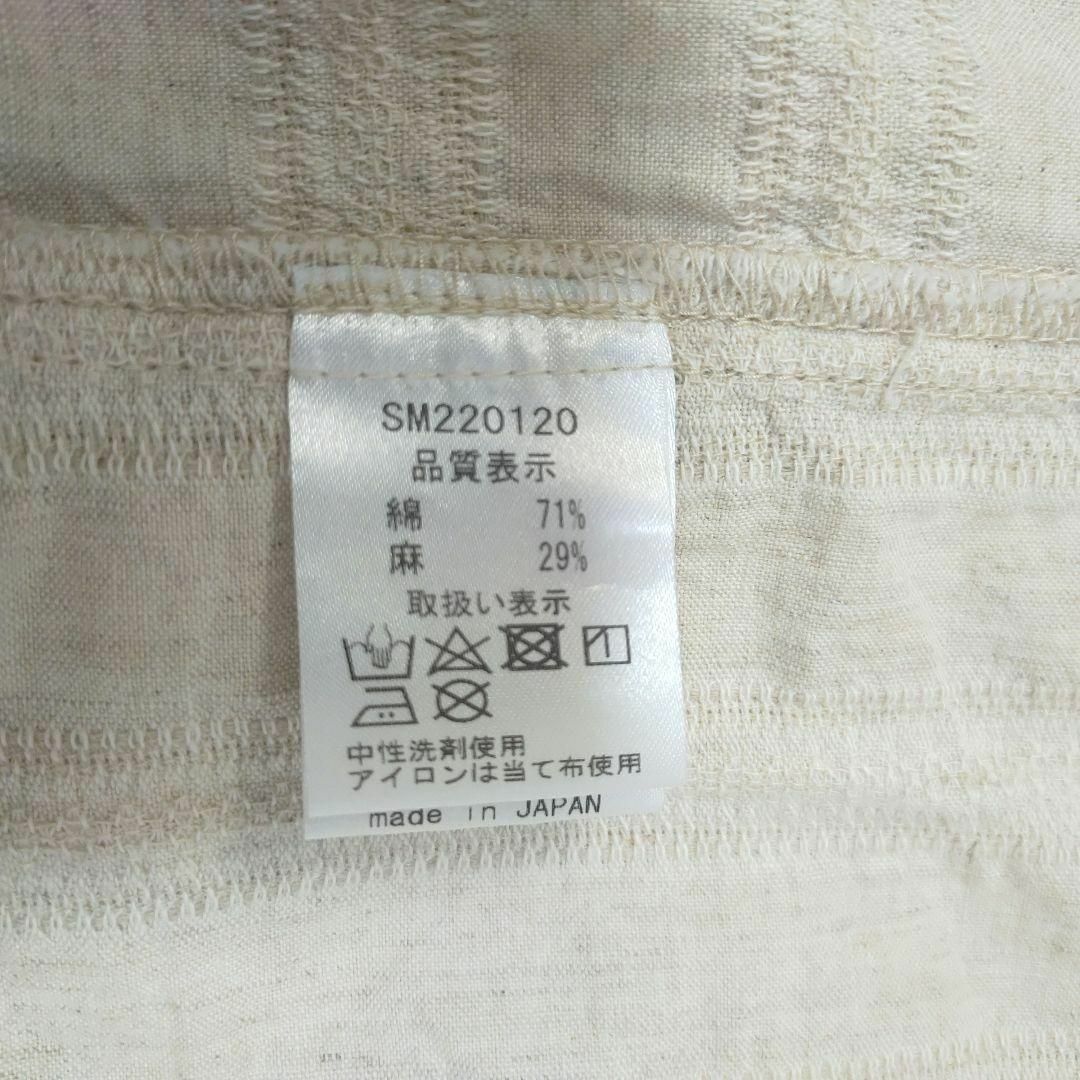 SM220120
品質表示
綿 71%
麻 29%
取扱い表示
中性洗剤使用
アイロンは当て布使用
made in JAPAN